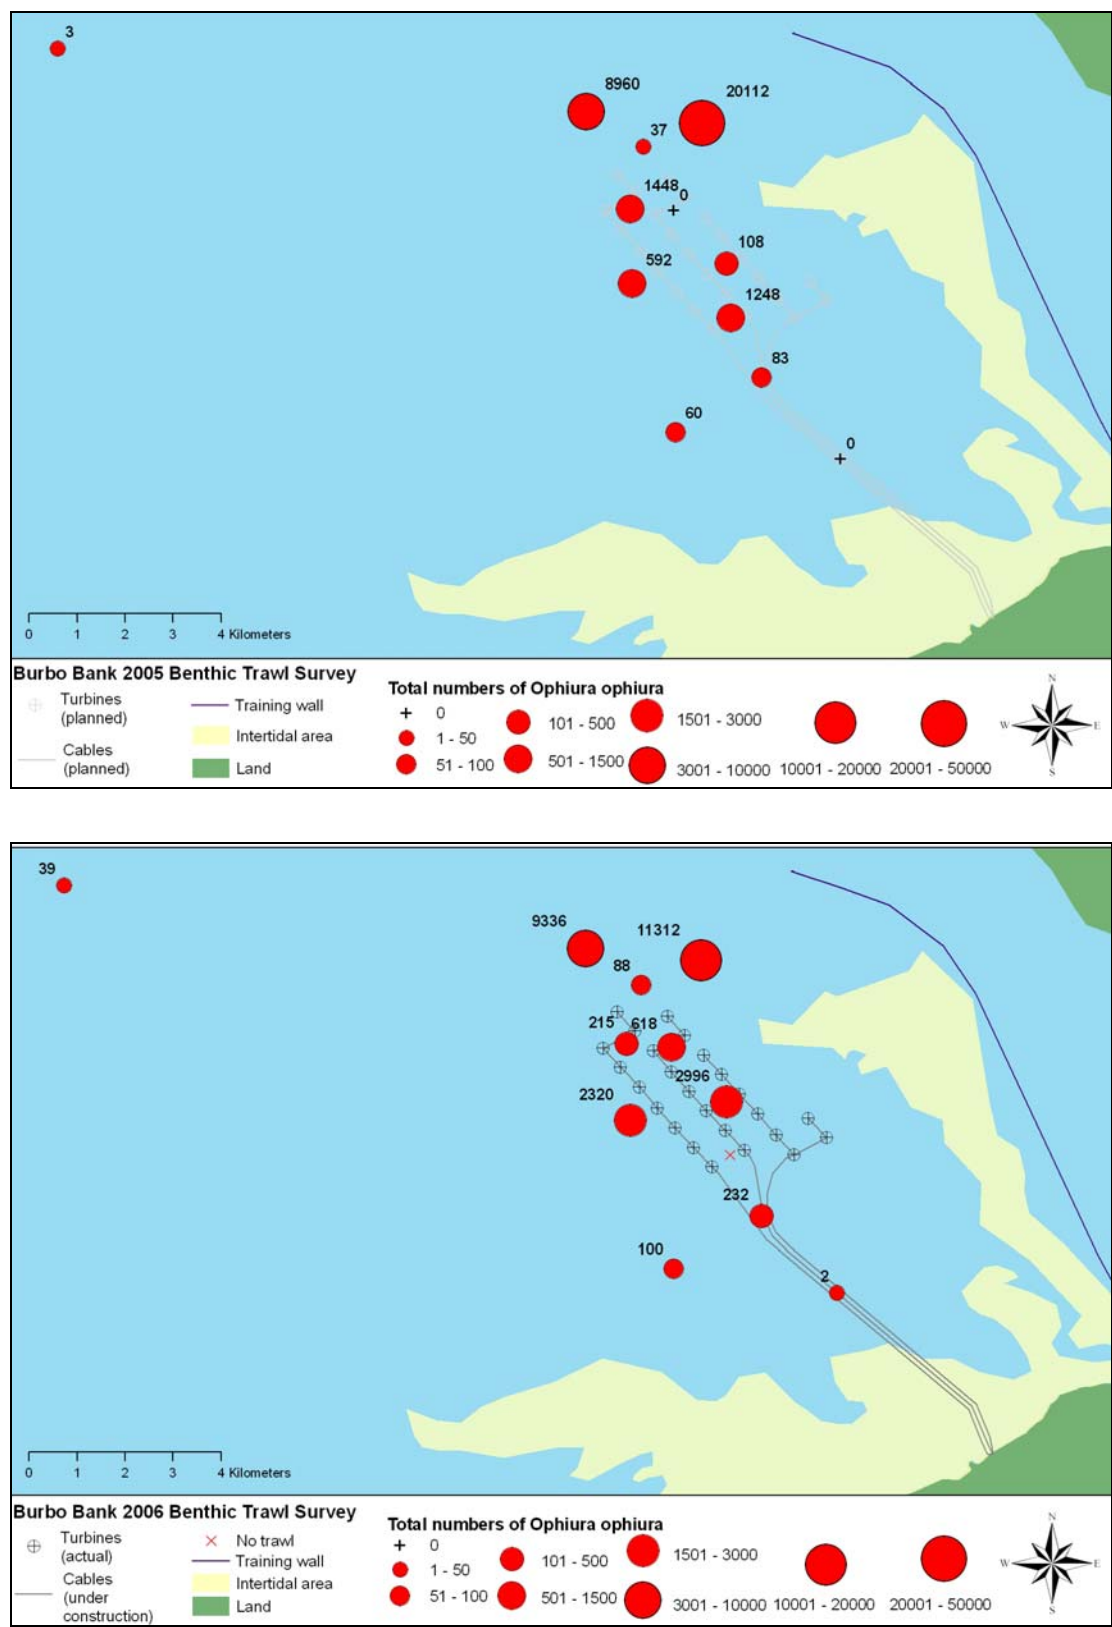 3
8960
20112
37
1448
0
108
592
1248
83
60
0
0 1 2 3 4 Kilometers
Burbo Bank 2005 Benthic Trawl Survey
Turbines
(planned)
Cables
(planned)
Training wall
Intertidal area
Land
Total numbers of Ophiura ophiura
0
1 - 50
51 - 100
101 - 500
501 - 1500
1501 - 3000
3001 - 10000
10001 - 20000
20001 - 50000
N
W E
S
39
9336
11312
88
215
618
2996
2320
232
100
2
0 1 2 3 4 Kilometers
Burbo Bank 2006 Benthic Trawl Survey
Turbines
(actual)
Cables
(under
construction)
No trawl
Training wall
Intertidal area
Land
Total numbers of Ophiura ophiura
0
1 - 50
51 - 100
101 - 500
501 - 1500
1501 - 3000
3001 - 10000
10001 - 20000
20001 - 50000
N
W E
S